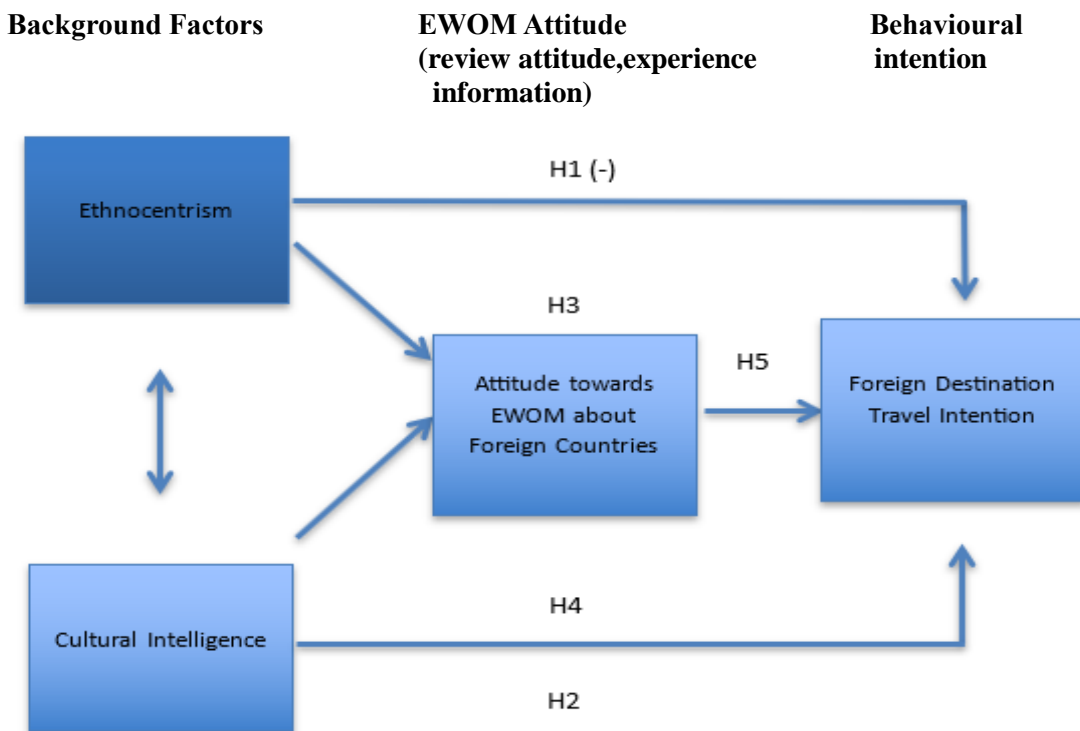 Background Factors
EWOM Attitude
(review attitude,experience
information)
Behavioural
intention
H1 (-)
Ethnocentrism
H3
Attitude towards
EWOM about
Foreign Countries
H5
Foreign Destination
Travel Intention
H4
Cultural Intelligence
H2